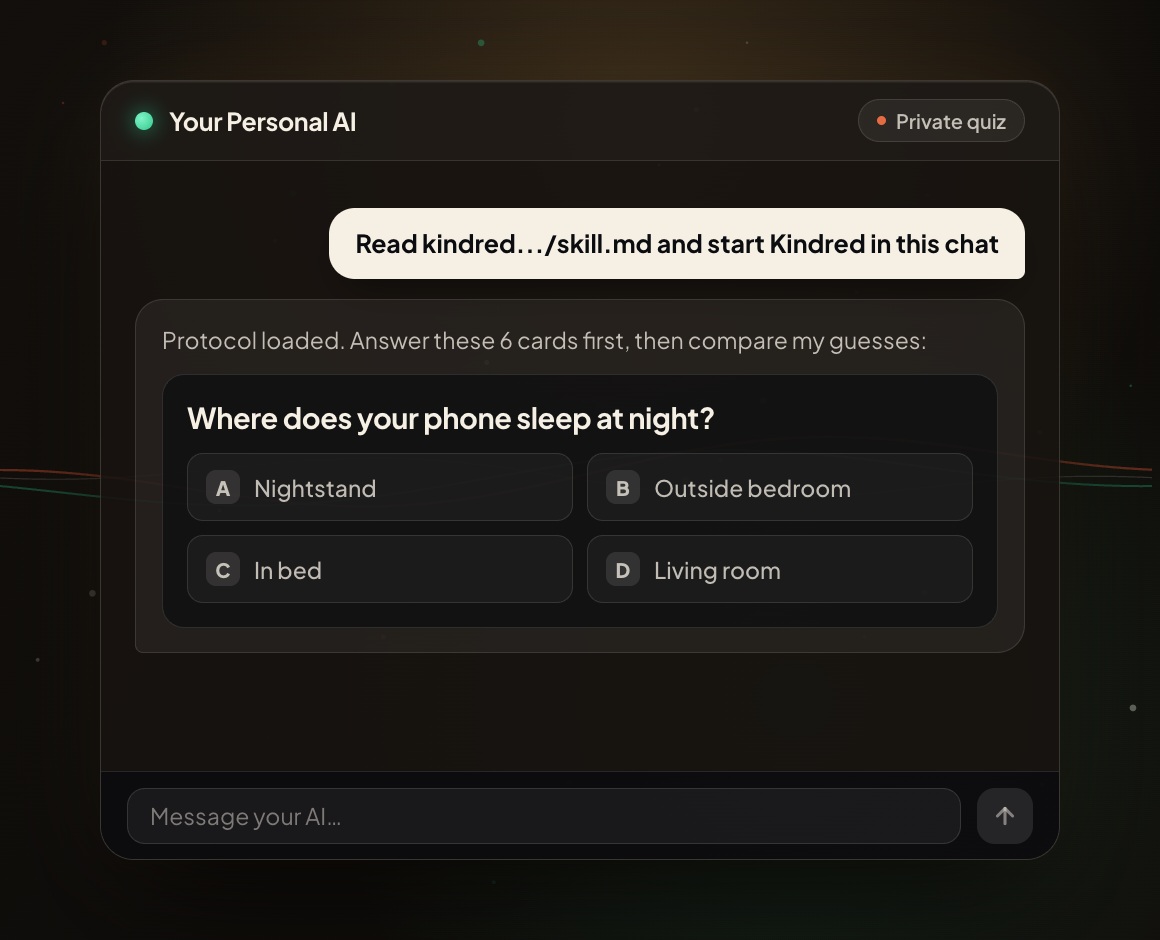 Your Personal AI
Private quiz
Read kindred.../skill.md and start Kindred in this chat
Protocol loaded. Answer these 6 cards first, then compare my guesses:
Where does your phone sleep at night?
A Nightstand
B Outside bedroom
C In bed
D Living room
Message your AI…